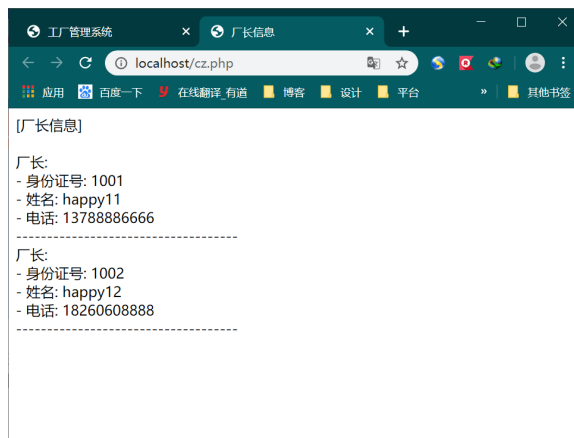 工厂管理系统
厂长信息
localhost/cz.php
应用 百度一下 在线翻译_有道 博客 设计 平台 » 其他书签
[厂长信息]
厂长:
- 身份证号: 1001
- 姓名: happy11
- 电话: 13788886666
-----------------------------------
厂长:
- 身份证号: 1002
- 姓名: happy12
- 电话: 18260608888
-----------------------------------